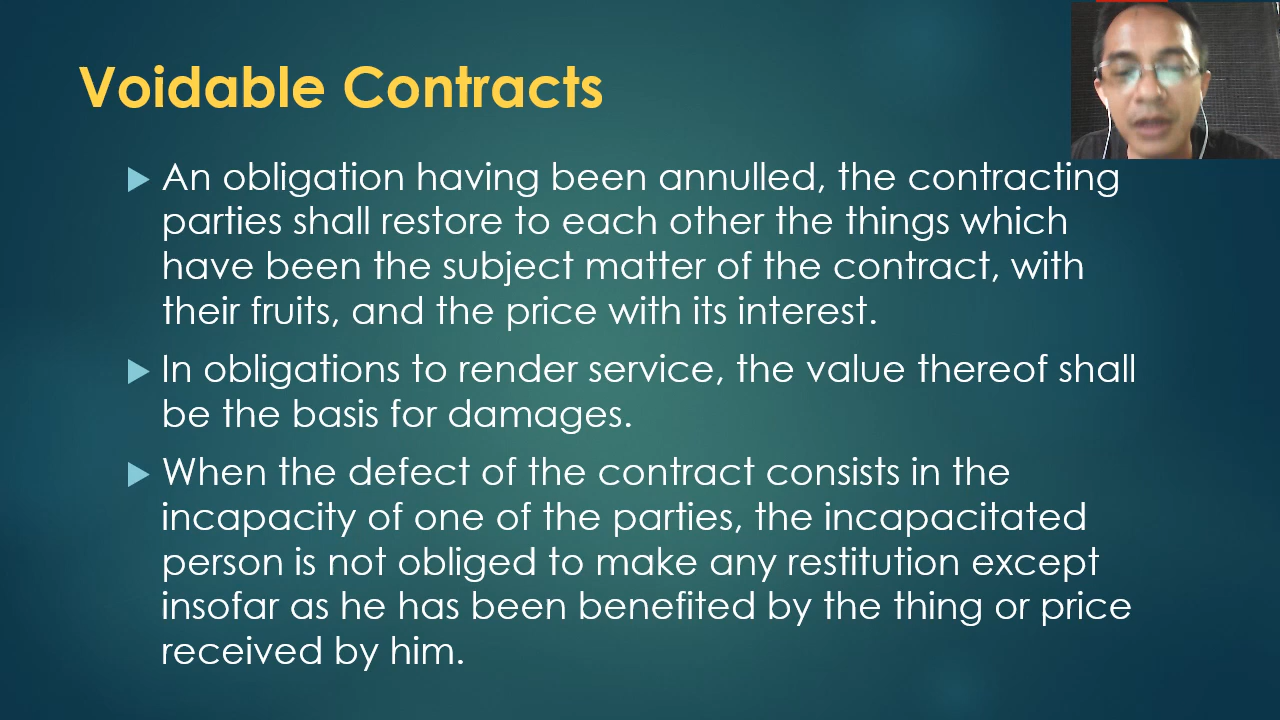 Voidable Contracts
An obligation having been annulled, the contracting
parties shall restore to each other the things which
have been the subject matter of the contract, with
their fruits, and the price with its interest.
In obligations to render service, the value thereof shall
be the basis for damages.
When the defect of the contract consists in the
incapacity of one of the parties, the incapacitated
person is not obliged to make any restitution except
insofar as he has been benefited by the thing or price
received by him.